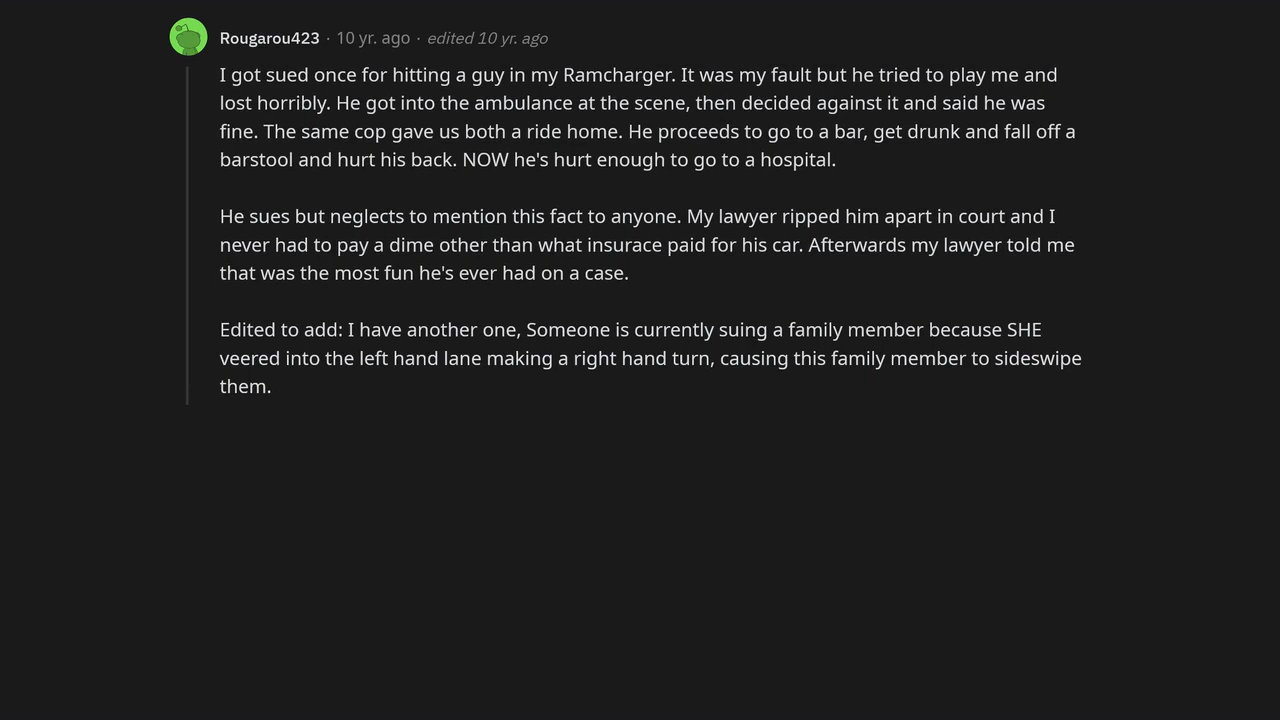 Rougarou423 · 10 yr. ago · edited 10 yr. ago
I got sued once for hitting a guy in my Ramcharger. It was my fault but he tried to play me and
lost horribly. He got into the ambulance at the scene, then decided against it and said he was
fine. The same cop gave us both a ride home. He proceeds to go to a bar, get drunk and fall off a
barstool and hurt his back. NOW he's hurt enough to go to a hospital.
He sues but neglects to mention this fact to anyone. My lawyer ripped him apart in court and I
never had to pay a dime other than what insurace paid for his car. Afterwards my lawyer told me
that was the most fun he's ever had on a case.
Edited to add: I have another one, Someone is currently suing a family member because SHE
veered into the left hand lane making a right hand turn, causing this family member to sideswipe
them.